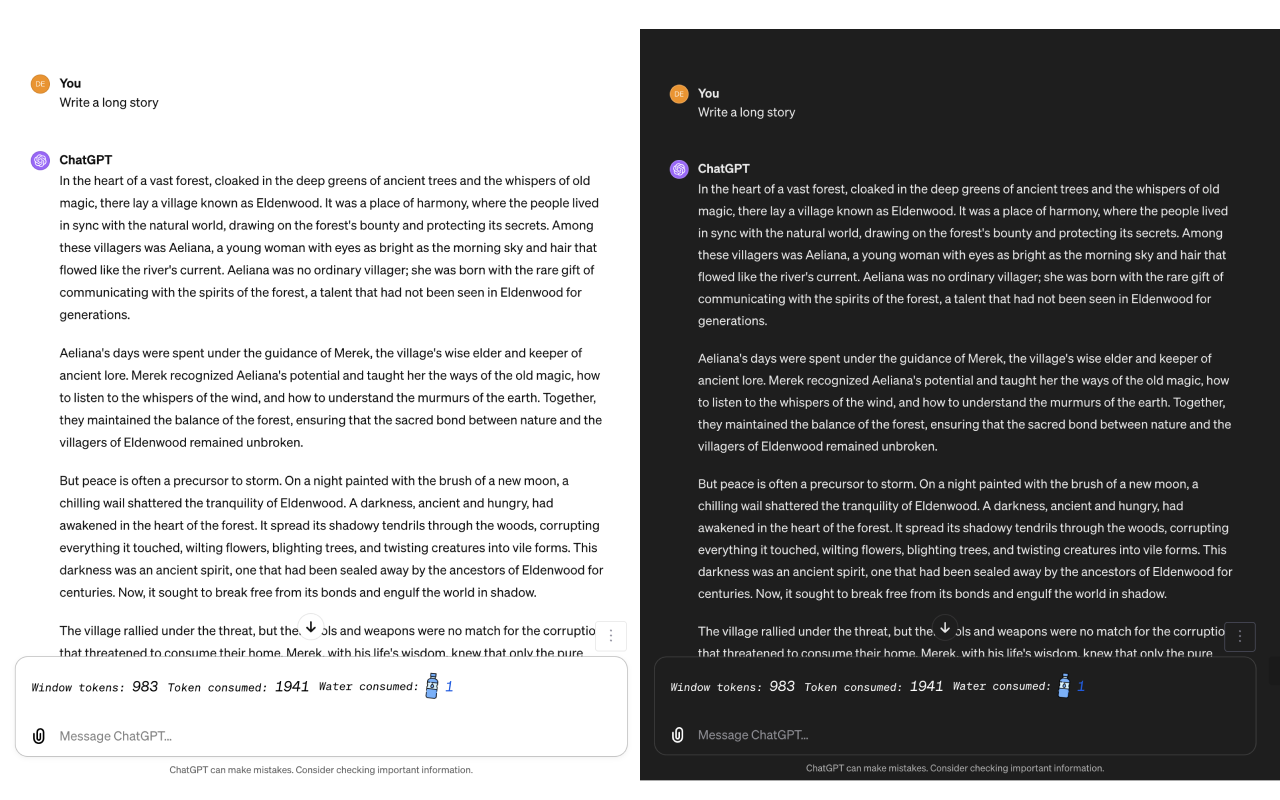 DE
You
Write a long story
ChatGPT
In the heart of a vast forest, cloaked in the deep greens of ancient trees and the whispers of old
magic, there lay a village known as Eldenwood. It was a place of harmony, where the people lived
in sync with the natural world, drawing on the forest's bounty and protecting its secrets. Among
these villagers was Aeliana, a young woman with eyes as bright as the morning sky and hair that
flowed like the river's current. Aeliana was no ordinary villager; she was born with the rare gift of
communicating with the spirits of the forest, a talent that had not been seen in Eldenwood for
generations.
Aeliana's days were spent under the guidance of Merek, the village's wise elder and keeper of
ancient lore. Merek recognized Aeliana's potential and taught her the ways of the old magic, how
to listen to the whispers of the wind, and how to understand the murmurs of the earth. Together,
they maintained the balance of the forest, ensuring that the sacred bond between nature and the
villagers of Eldenwood remained unbroken.
But peace is often a precursor to storm. On a night painted with the brush of a new moon, a
chilling wail shattered the tranquility of Eldenwood. A darkness, ancient and hungry, had
awakened in the heart of the forest. It spread its shadowy tendrils through the woods, corrupting
everything it touched, wilting flowers, blighting trees, and twisting creatures into vile forms. This
darkness was an ancient spirit, one that had been sealed away by the ancestors of Eldenwood for
centuries. Now, it sought to break free from its bonds and engulf the world in shadow.
The village rallied under the threat, but the ols and weapons were no match for the corruptio
that threatened to consume their home. Merek, with his life's wisdom, knew that only the pure
Window tokens: 983 Token consumed: 1941 Water consumed: 1
Message ChatGPT...
ChatGPT can make mistakes. Consider checking important information.
DE
You
Write a long story
ChatGPT
In the heart of a vast forest, cloaked in the deep greens of ancient trees and the whispers of old
magic, there lay a village known as Eldenwood. It was a place of harmony, where the people lived
in sync with the natural world, drawing on the forest's bounty and protecting its secrets. Among
these villagers was Aeliana, a young woman with eyes as bright as the morning sky and hair that
flowed like the river's current. Aeliana was no ordinary villager; she was born with the rare gift of
communicating with the spirits of the forest, a talent that had not been seen in Eldenwood for
generations.
Aeliana's days were spent under the guidance of Merek, the village's wise elder and keeper of
ancient lore. Merek recognized Aeliana's potential and taught her the ways of the old magic, how
to listen to the whispers of the wind, and how to understand the murmurs of the earth. Together,
they maintained the balance of the forest, ensuring that the sacred bond between nature and the
villagers of Eldenwood remained unbroken.
But peace is often a precursor to storm. On a night painted with the brush of a new moon, a
chilling wail shattered the tranquility of Eldenwood. A darkness, ancient and hungry, had
awakened in the heart of the forest. It spread its shadowy tendrils through the woods, corrupting
everything it touched, wilting flowers, blighting trees, and twisting creatures into vile forms. This
darkness was an ancient spirit, one that had been sealed away by the ancestors of Eldenwood for
centuries. Now, it sought to break free from its bonds and engulf the world in shadow.
The village rallied under the threat, but the ols and weapons were no match for the corruptio
that threatened to consume their home. Merek, with his life's wisdom, knew that only the pure
Window tokens: 983 Token consumed: 1941 Water consumed: 1
Message ChatGPT...
ChatGPT can make mistakes. Consider checking important information.